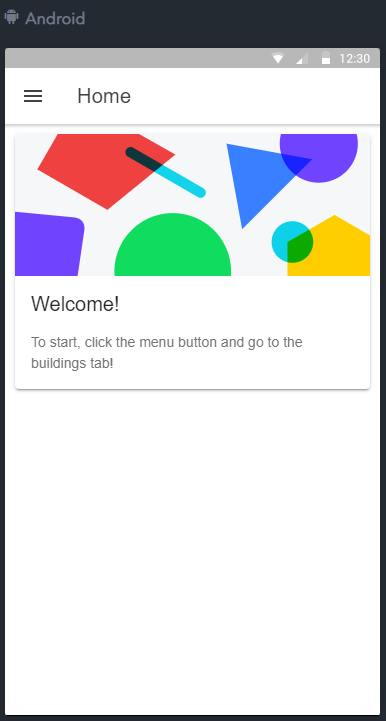 Android
12:30
Home
Welcome!
To start, click the menu button and go to the
buildings tab!